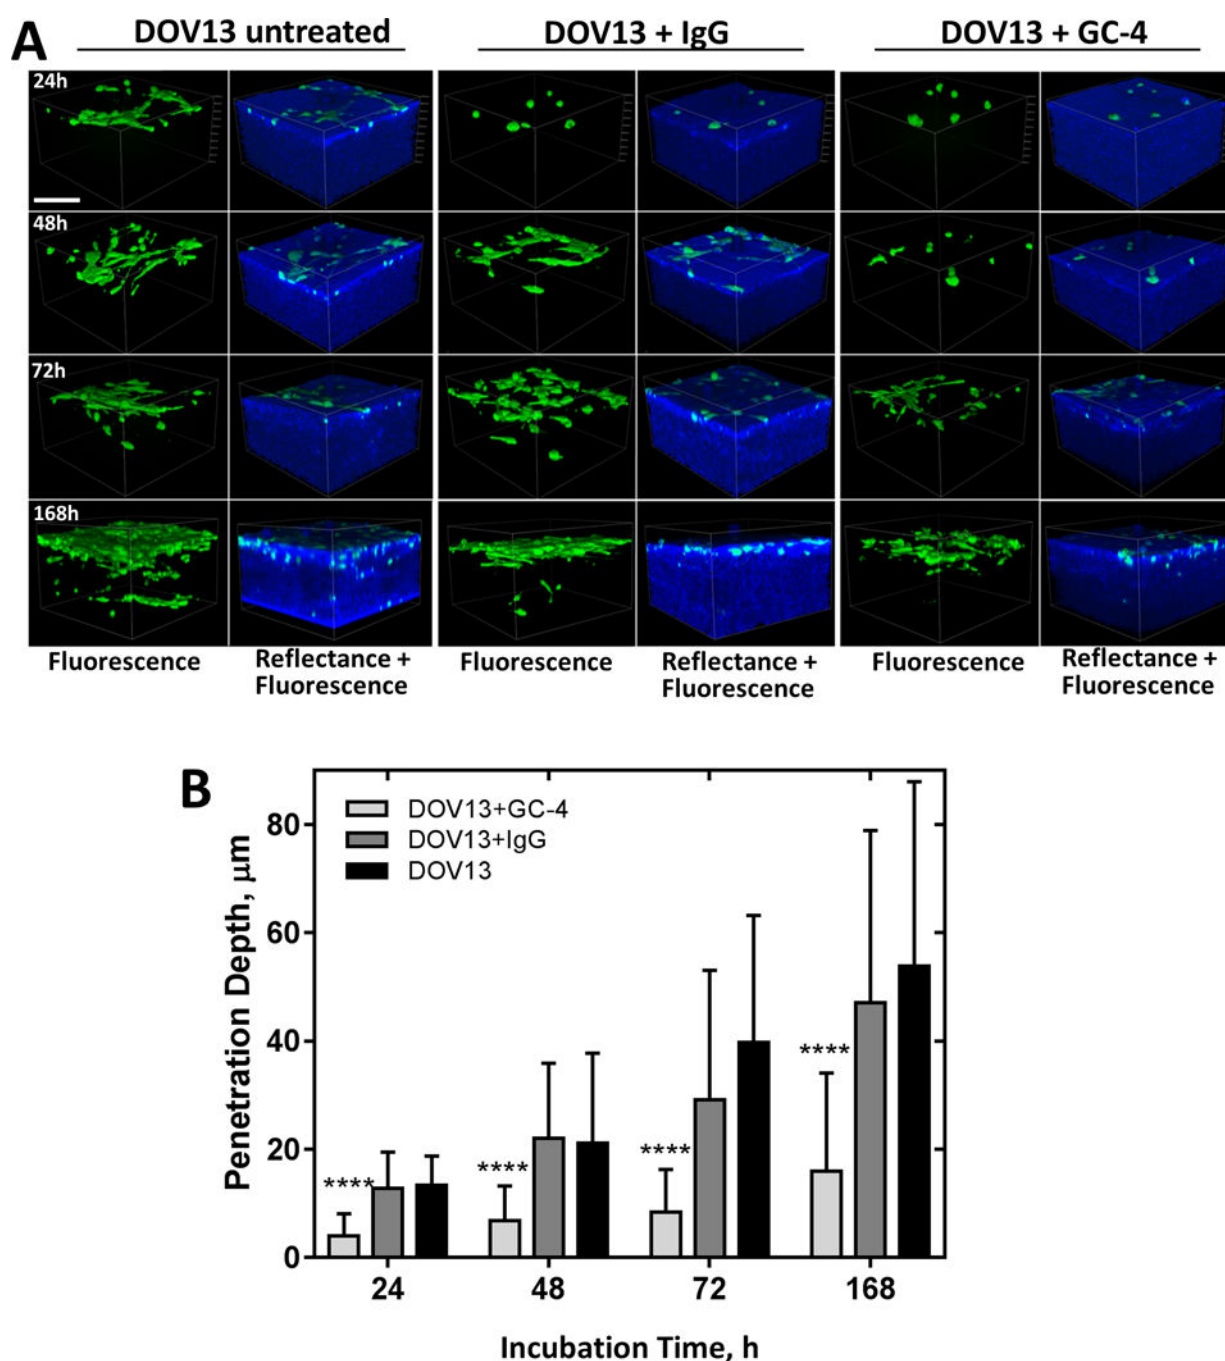 A
DOV13 untreated
DOV13 + IgG
DOV13 + GC-4
24h
48h
72h
168h
Fluorescence
Reflectance +
Fluorescence
Fluorescence
Reflectance +
Fluorescence
Fluorescence
Reflectance +
Fluorescence
B
DOV13+GC-4
DOV13+IgG
DOV13
Penetration Depth, μm
80
60
40
20
0
****
****
****
****
24
48
72
168
Incubation Time, h